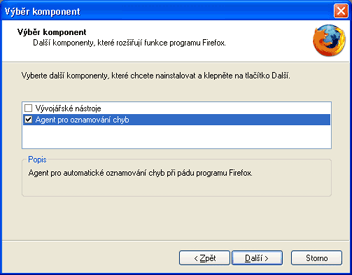 Výběr komponent
Výběr komponent
Další komponenty, které rozšiřují funkce programu Firefox.
Vyberte další komponenty, které chcete nainstalovat a klepněte na tlačítko Další.
Vývojářské nástroje
Agent pro oznamování chyb
Popis
Agent pro automatické oznamování chyb při pádu programu Firefox.
< Zpět
Další >
Storno